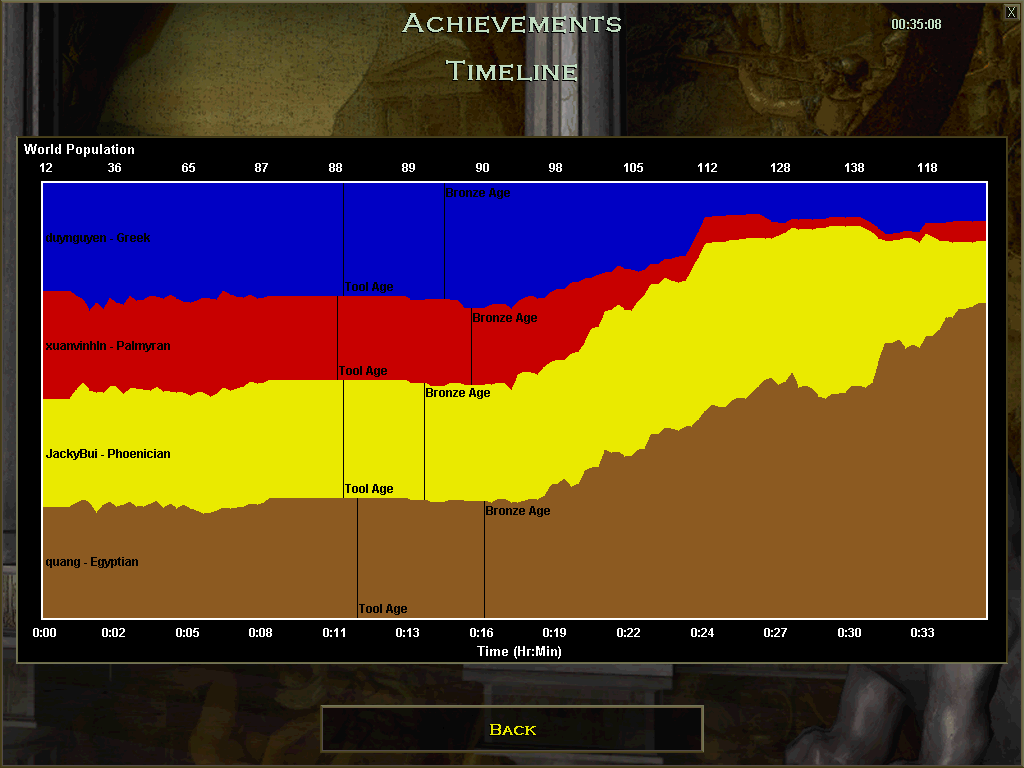 ACHIEVEMENTS
00:35:08
X
TIMELINE
World Population
12 36 65 87 88 89 90 98 105 112 128 138 118
Bronze Age
duynguyen - Greek
Tool Age
Bronze Age
xuanvinhln - Palmyran
Tool Age
Bronze Age
JackyBui - Phoenician
Tool Age
Bronze Age
quang - Egyptian
Tool Age
0:00 0:02 0:05 0:08 0:11 0:13 0:16 0:19 0:22 0:24 0:27 0:30 0:33
Time (Hr:Min)
BACK